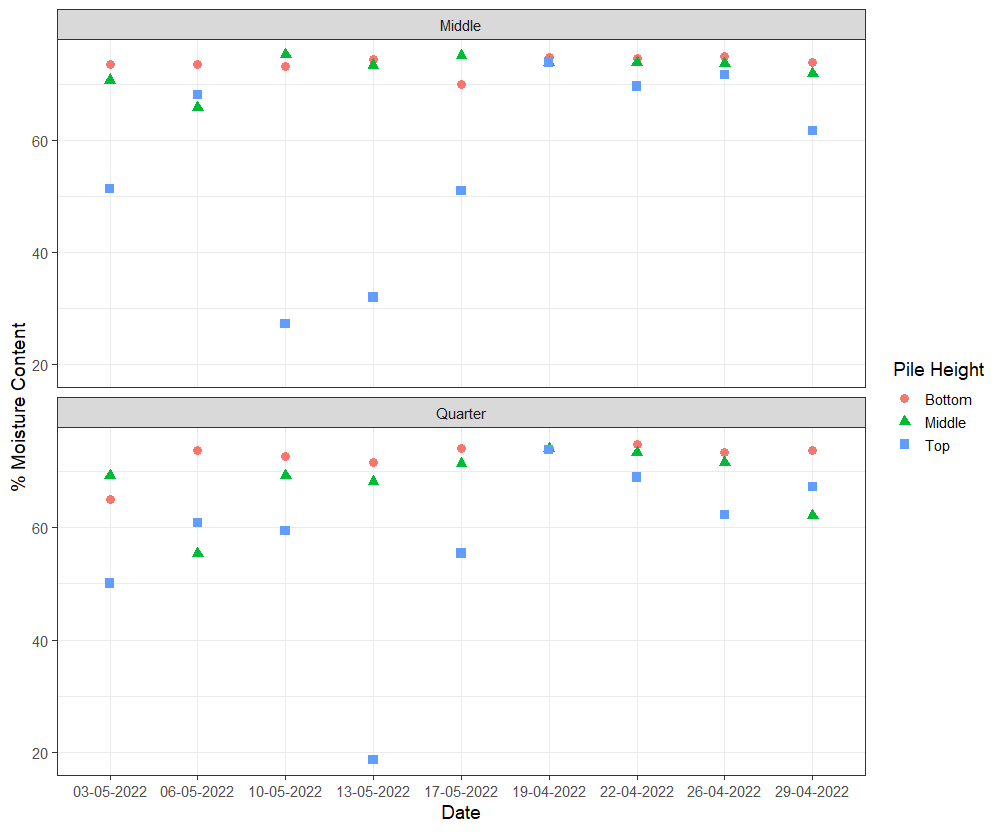 Middle
60
40
20
Quarter
60
40
20
03-05-2022 06-05-2022 10-05-2022 13-05-2022 17-05-2022 19-04-2022 22-04-2022 26-04-2022 29-04-2022
Date
% Moisture Content
Pile Height
Bottom
Middle
Top